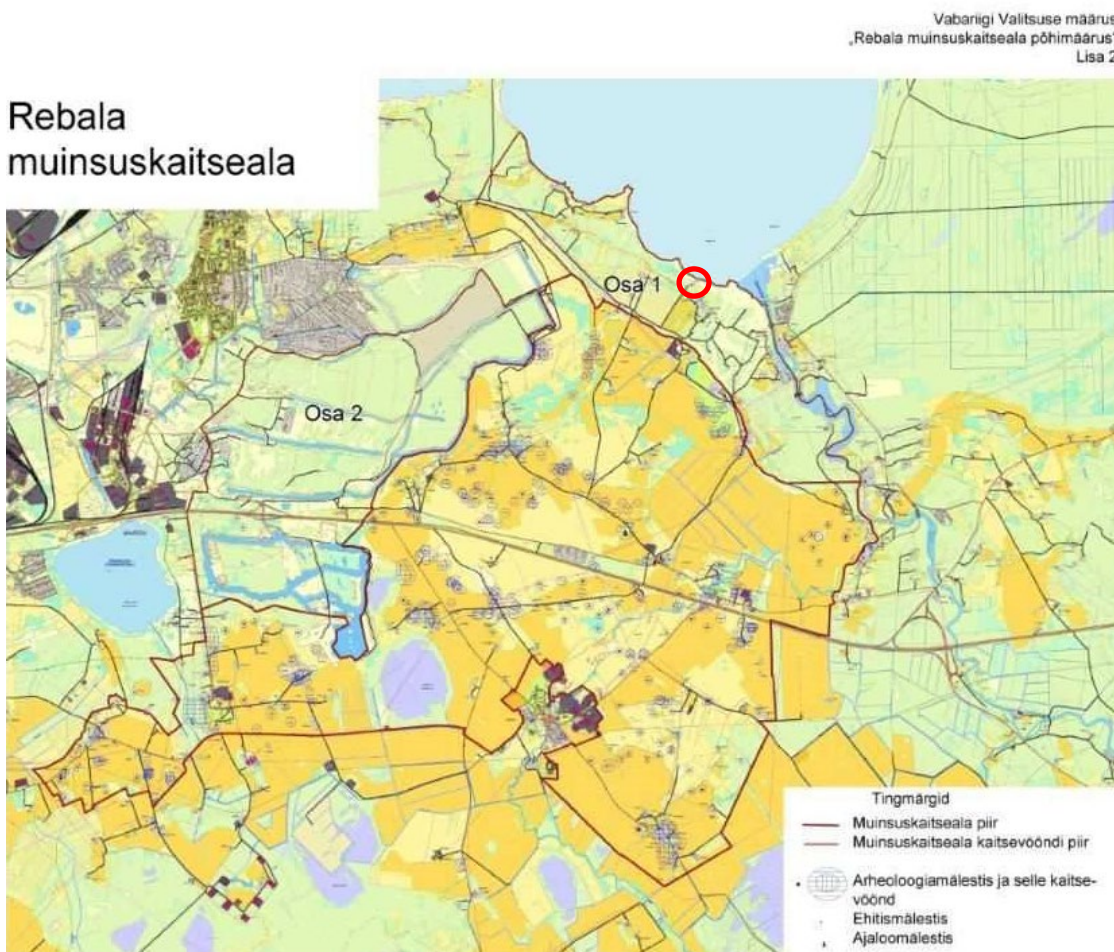 Vabariigi Valitsuse määrus
„Rebala muinsuskaitseala põhimäärus"
Lisa 2
Rebala
muinsuskaitseala
Osa 1
Osa 2
Tingmärgid
Muinsuskaitseala piir
Muinsuskaitseala kaitsevööndi piir
Arheoloogiamälestis ja selle kaitse-
vöönd
Ehitismälestis
Ajaloomälestis